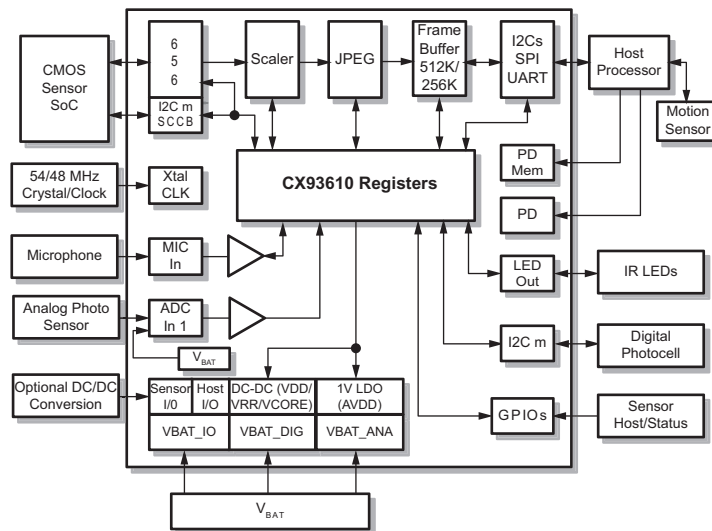 CMOS
Sensor
SoC
6
5
6
I2C m
SCCB
Scaler
JPEG
Frame
Buffer
512K/
256K
I2Cs
SPI
UART
Host
Processor
Motion
Sensor
54/48 MHz
Crystal/Clock
Xtal
CLK
CX93610 Registers
PD
Mem
PD
Microphone
MIC
In
LED
Out
IR LEDs
Analog Photo
Sensor
ADC
In 1
VBAT
I2C m
Digital
Photocell
Optional DC/DC
Conversion
Sensor
I/0
Host
I/O
DC-DC (VDD/
VRR/VCORE)
1V LDO
(AVDD)
VBAT_IO
VBAT_DIG
VBAT_ANA
GPIOs
Sensor
Host/Status
VBAT